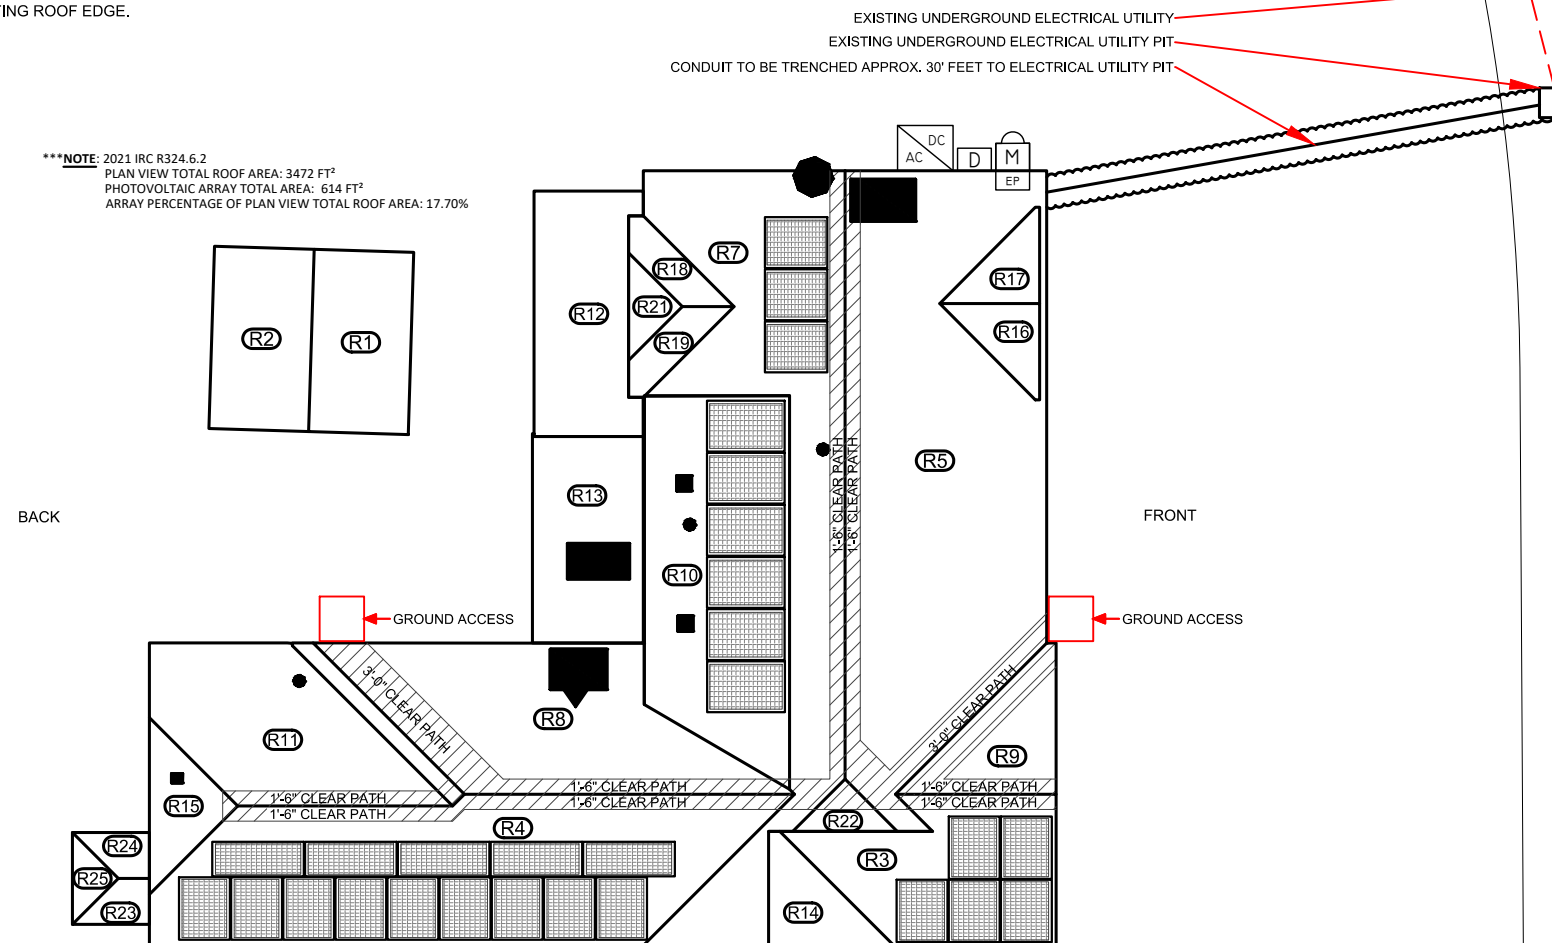 TING ROOF EDGE.
EXISTING UNDERGROUND ELECTRICAL UTILITY
EXISTING UNDERGROUND ELECTRICAL UTILITY PIT
CONDUIT TO BE TRENCHED APPROX. 30' FEET TO ELECTRICAL UTILITY PIT
***NOTE: 2021 IRC R324.6.2
PLAN VIEW TOTAL ROOF AREA: 3472 FT²
PHOTOVOLTAIC ARRAY TOTAL AREA: 614 FT²
ARRAY PERCENTAGE OF PLAN VIEW TOTAL ROOF AREA: 17.70%
DC
AC
D
M
EP
R7
R18
R21
R19
R12
R17
R16
R2
R1
R5
R13
R10
1'-6" CLEAR PATH
1'-6" CLEAR PATH
BACK
FRONT
GROUND ACCESS
GROUND ACCESS
3'-0" CLEAR PATH
3'-0" CLEAR PATH
R8
R11
R9
R15
1'-6" CLEAR PATH
1'-6" CLEAR PATH
1'-6" CLEAR PATH
1'-6" CLEAR PATH
1'-6" CLEAR PATH
1'-6" CLEAR PATH
R22
R4
R3
R24
R25
R23
R14